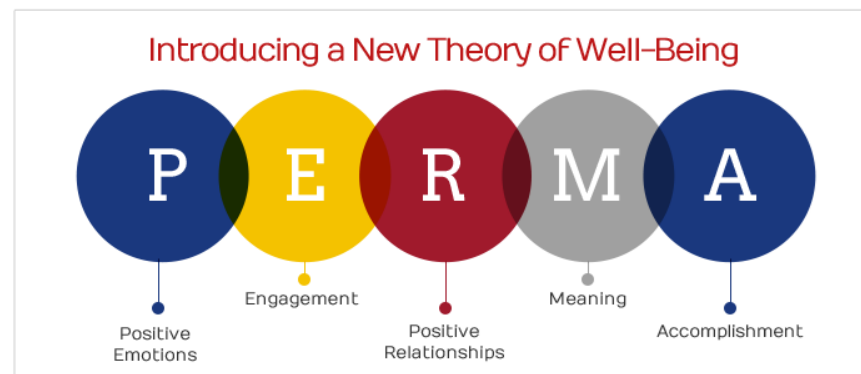 Introducing a New Theory of Well-Being
P E R M A
Positive
Emotions
Engagement
Positive
Relationships
Meaning
Accomplishment